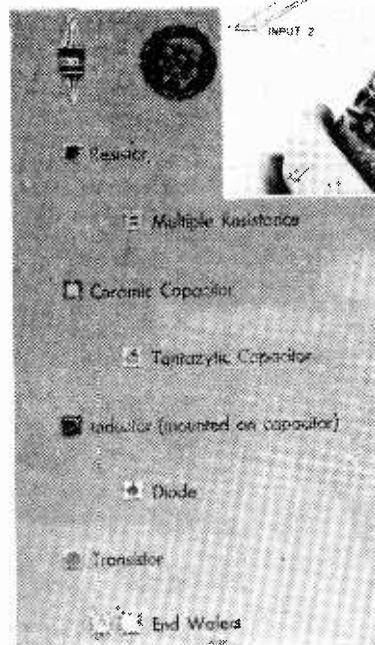 INPUT 2
Resistor
Multiple Resistance
Ceramic Capacitor
Tantalytic Capacitor
Inductor (mounted on capacitor)
Diode
Transistor
End Wafers